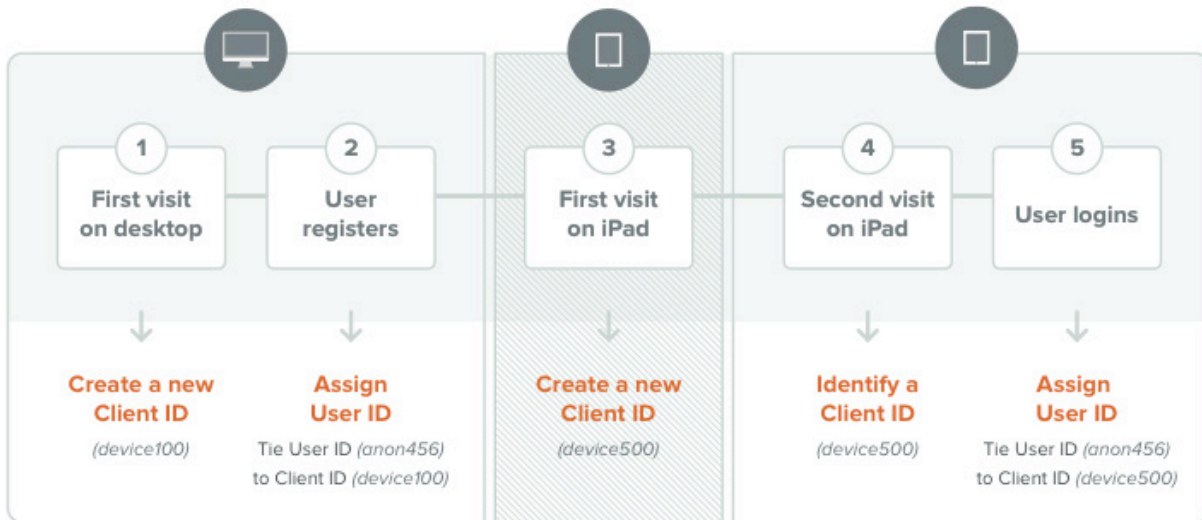 1
First visit
on desktop
2
User
registers
3
First visit
on iPad
4
Second visit
on iPad
5
User logins
Create a new
Client ID
(device100)
Assign
User ID
Tie User ID (anon456)
to Client ID (device100)
Create a new
Client ID
(device500)
Identify a
Client ID
(device500)
Assign
User ID
Tie User ID (anon456)
to Client ID (device500)